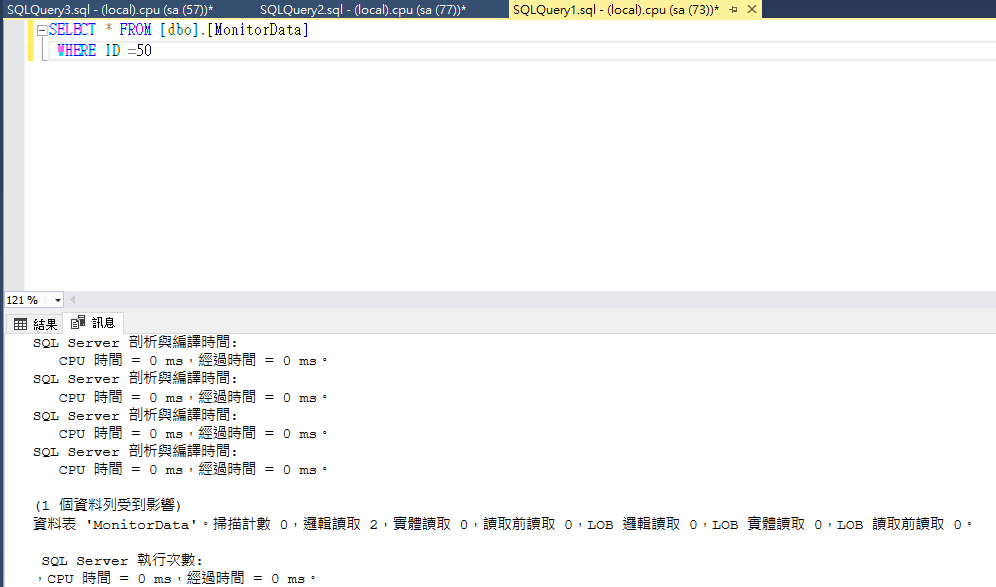 SQLQuery3.sql - (local).cpu (sa (57))* SQLQuery2.sql - (local).cpu (sa (77))* SQLQuery1.sql - (local).cpu (sa (73))*
SELECT * FROM [dbo].[MonitorData]
WHERE ID =50
121 %
結果 訊息
SQL Server 剖析與編譯時間:
CPU 時間 = 0 ms，經過時間 = 0 ms。
SQL Server 剖析與編譯時間:
CPU 時間 = 0 ms，經過時間 = 0 ms。
SQL Server 剖析與編譯時間:
CPU 時間 = 0 ms，經過時間 = 0 ms。
SQL Server 剖析與編譯時間:
CPU 時間 = 0 ms，經過時間 = 0 ms。
(1 個資料列受到影響)
資料表 'MonitorData'。掃描計數 0，邏輯讀取 2，實體讀取 0，讀取前讀取 0，LOB 邏輯讀取 0，LOB 實體讀取 0，LOB 讀取前讀取 0。
SQL Server 執行次數:
，CPU 時間 = 0 ms，經過時間 = 0 ms。